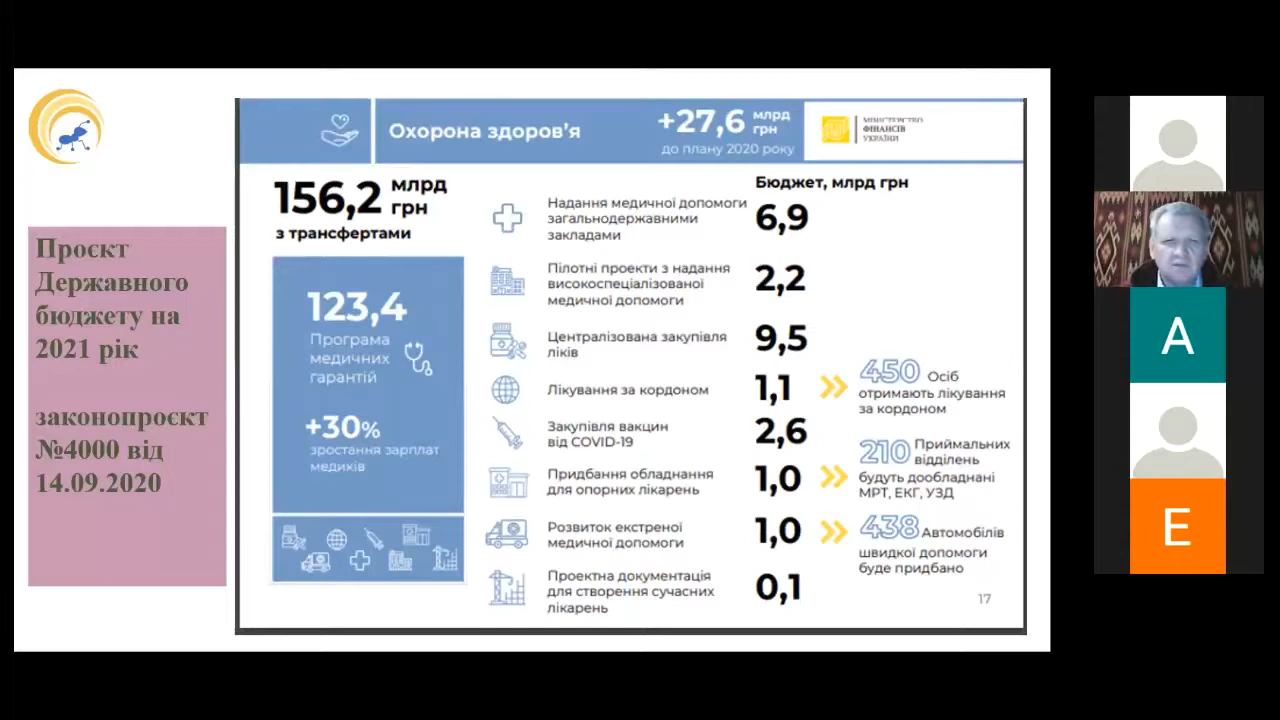 Проєкт
Державного
бюджету на
2021 рік
законопроєкт
№4000 від
14.09.2020
Охорона здоров’я
+27,6 млрд грн
до плану 2020 року
МІНІСТЕРСТВО
ФІНАНСІВ
УКРАЇНИ
156,2 млрд грн
з трансфертами
123,4
Програма
медичних
гарантій
+30%
зростання зарплат
медиків
Бюджет, млрд грн
Надання медичної допомоги
загальнодержавними
закладами
6,9
Пілотні проекти з надання
високоспеціалізованої
медичної допомоги
2,2
Централізована закупівля
ліків
9,5
Лікування за кордоном
1,1
450 Осіб
отримають лікування
за кордоном
Закупівля вакцин
від COVID-19
2,6
Придбання обладнання
для опорних лікарень
1,0
210 Приймальних
відділень
будуть дообладнані
МРТ, ЕКГ, УЗД
Розвиток екстреної
медичної допомоги
1,0
438 Автомобілів
швидкої допомоги
буде придбано
Проектна документація
для створення сучасних
лікарень
0,1
17
A
E